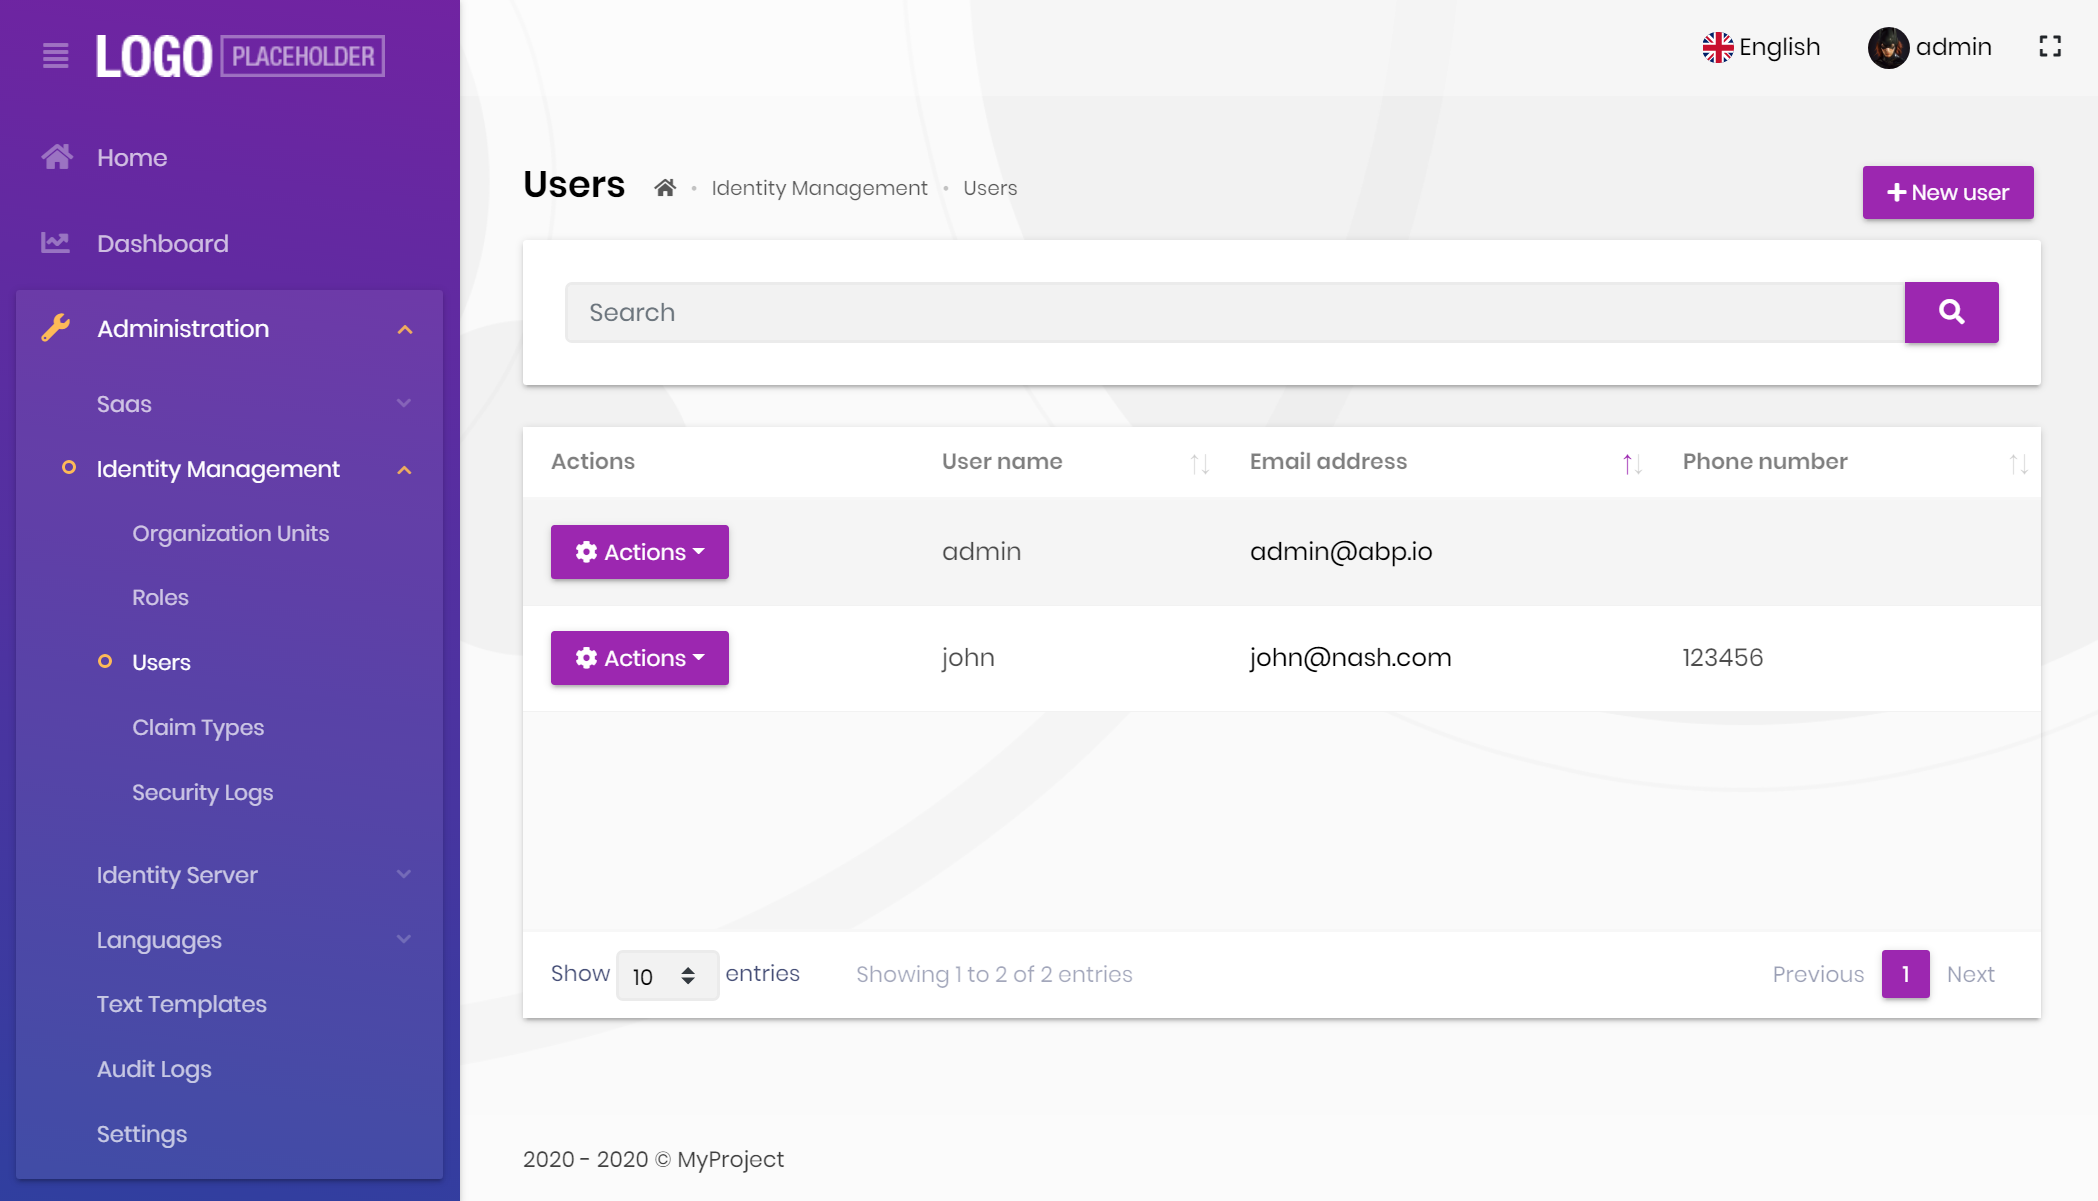 LOGO PLACEHOLDER
Home
Dashboard
Administration
Saas
Identity Management
Organization Units
Roles
Users
Claim Types
Security Logs
Identity Server
Languages
Text Templates
Audit Logs
Settings
English admin
Users • Identity Management • Users
New user
Search
Actions User name Email address Phone number
Actions admin admin@abp.io
Actions john john@nash.com 123456
Show 10 entries Showing 1 to 2 of 2 entries Previous 1 Next
2020 - 2020 © MyProject